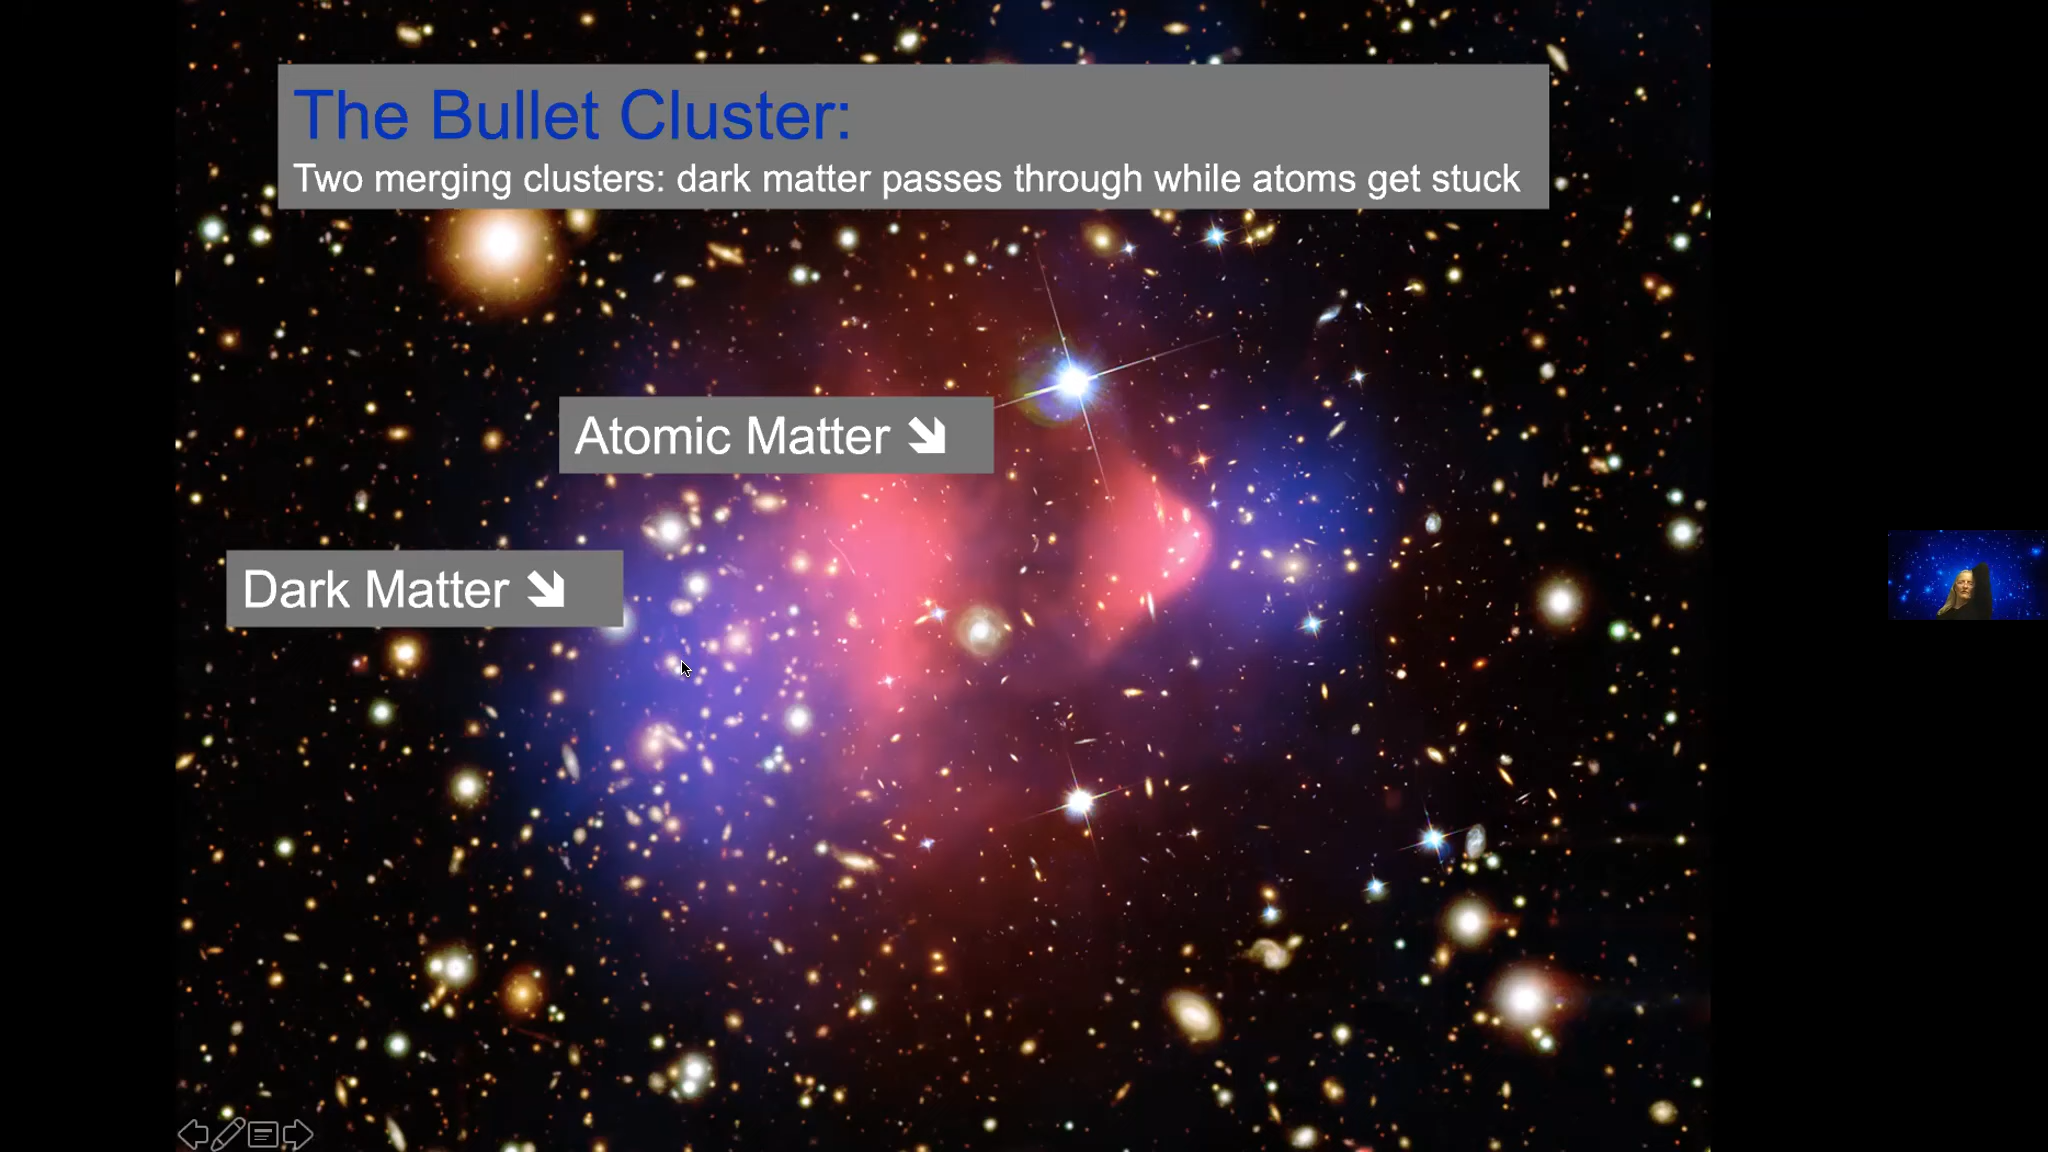 The Bullet Cluster:
Two merging clusters: dark matter passes through while atoms get stuck
Atomic Matter
Dark Matter